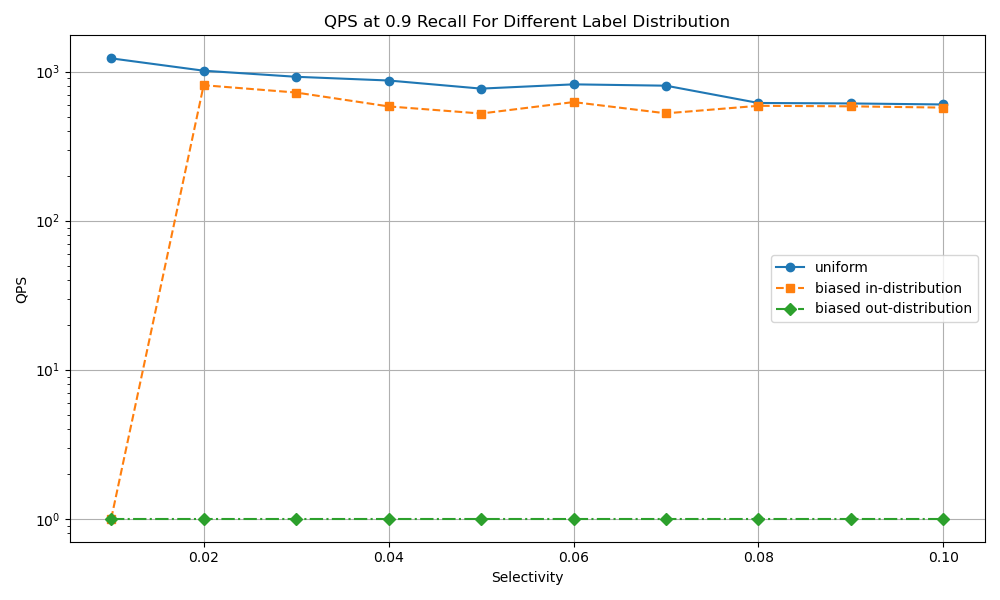 QPS at 0.9 Recall For Different Label Distribution
QPS
10³
10²
10¹
10⁰
uniform
biased in-distribution
biased out-distribution
0.02 0.04 0.06 0.08 0.10
Selectivity